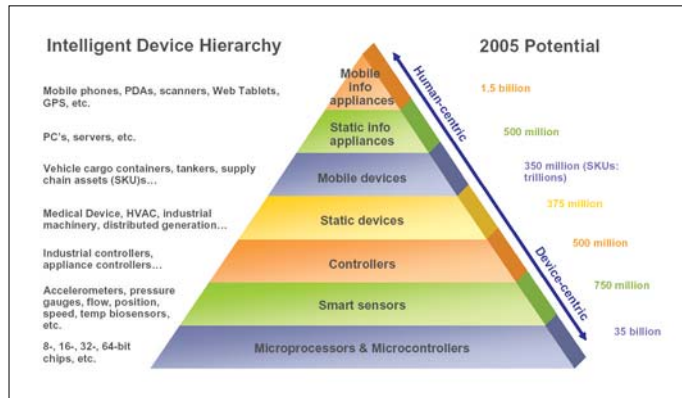 Intelligent Device Hierarchy
2005 Potential
Mobile phones, PDAs, scanners, Web Tablets,
GPS, etc.
Mobile
info
appliances
1.5 billion
PC's, servers, etc.
Static info
appliances
500 million
Vehicle cargo containers, tankers, supply
chain assets (SKU)s…
Mobile devices
350 million (SKUs:
trillions)
Medical Device, HVAC, industrial
machinery, distributed generation…
Static devices
375 million
Industrial controllers,
appliance controllers…
Controllers
500 million
Accelerometers, pressure
gauges, flow, position,
speed, temp biosensors,
etc.
Smart sensors
750 million
8-, 16-, 32-, 64-bit
chips, etc.
Microprocessors & Microcontrollers
35 billion
Human-centric
Device-centric